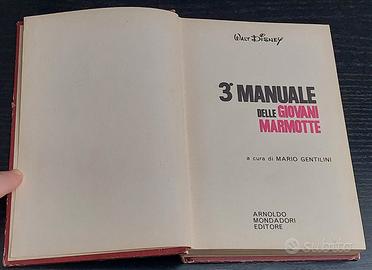 WALT DISNEY
3° MANUALE
DELLE GIOVANI
MARMOTTE
a cura di MARIO GENTILINI
ARNOLDO
MONDADORI
EDITORE
Subito